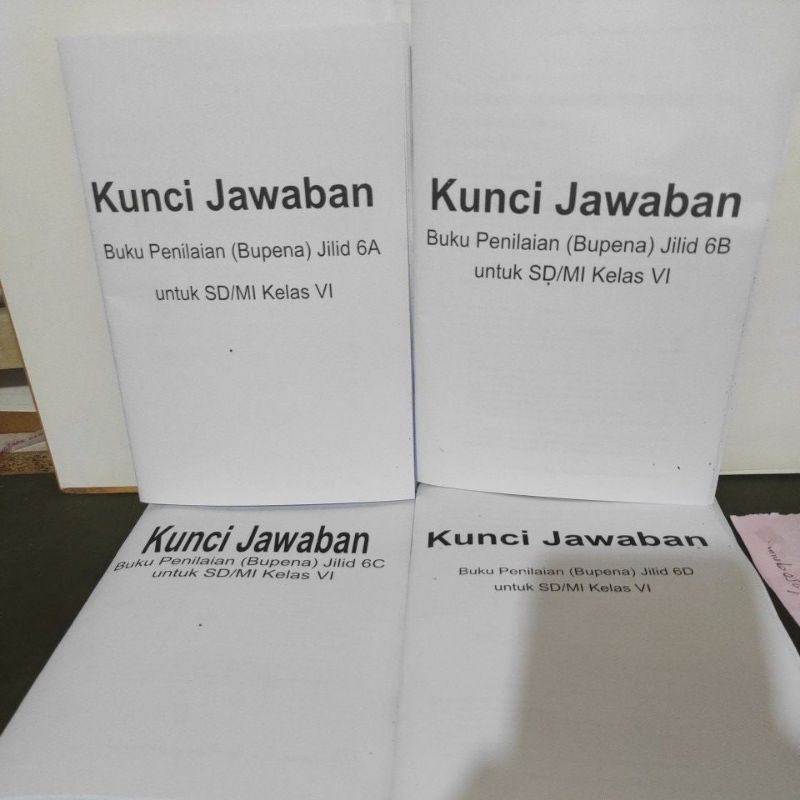 Kunci Jawaban
Buku Penilaian (Bupena) Jilid 6A
untuk SD/MI Kelas VI
Kunci Jawaban
Buku Penilaian (Bupena) Jilid 6B
untuk SD/MI Kelas VI
Kunci Jawaban
Buku Penilaian (Bupena) Jilid 6C
untuk SD/MI Kelas VI
Kunci Jawaban
Buku Penilaian (Bupena) Jilid 6D
untuk SD/MI Kelas VI